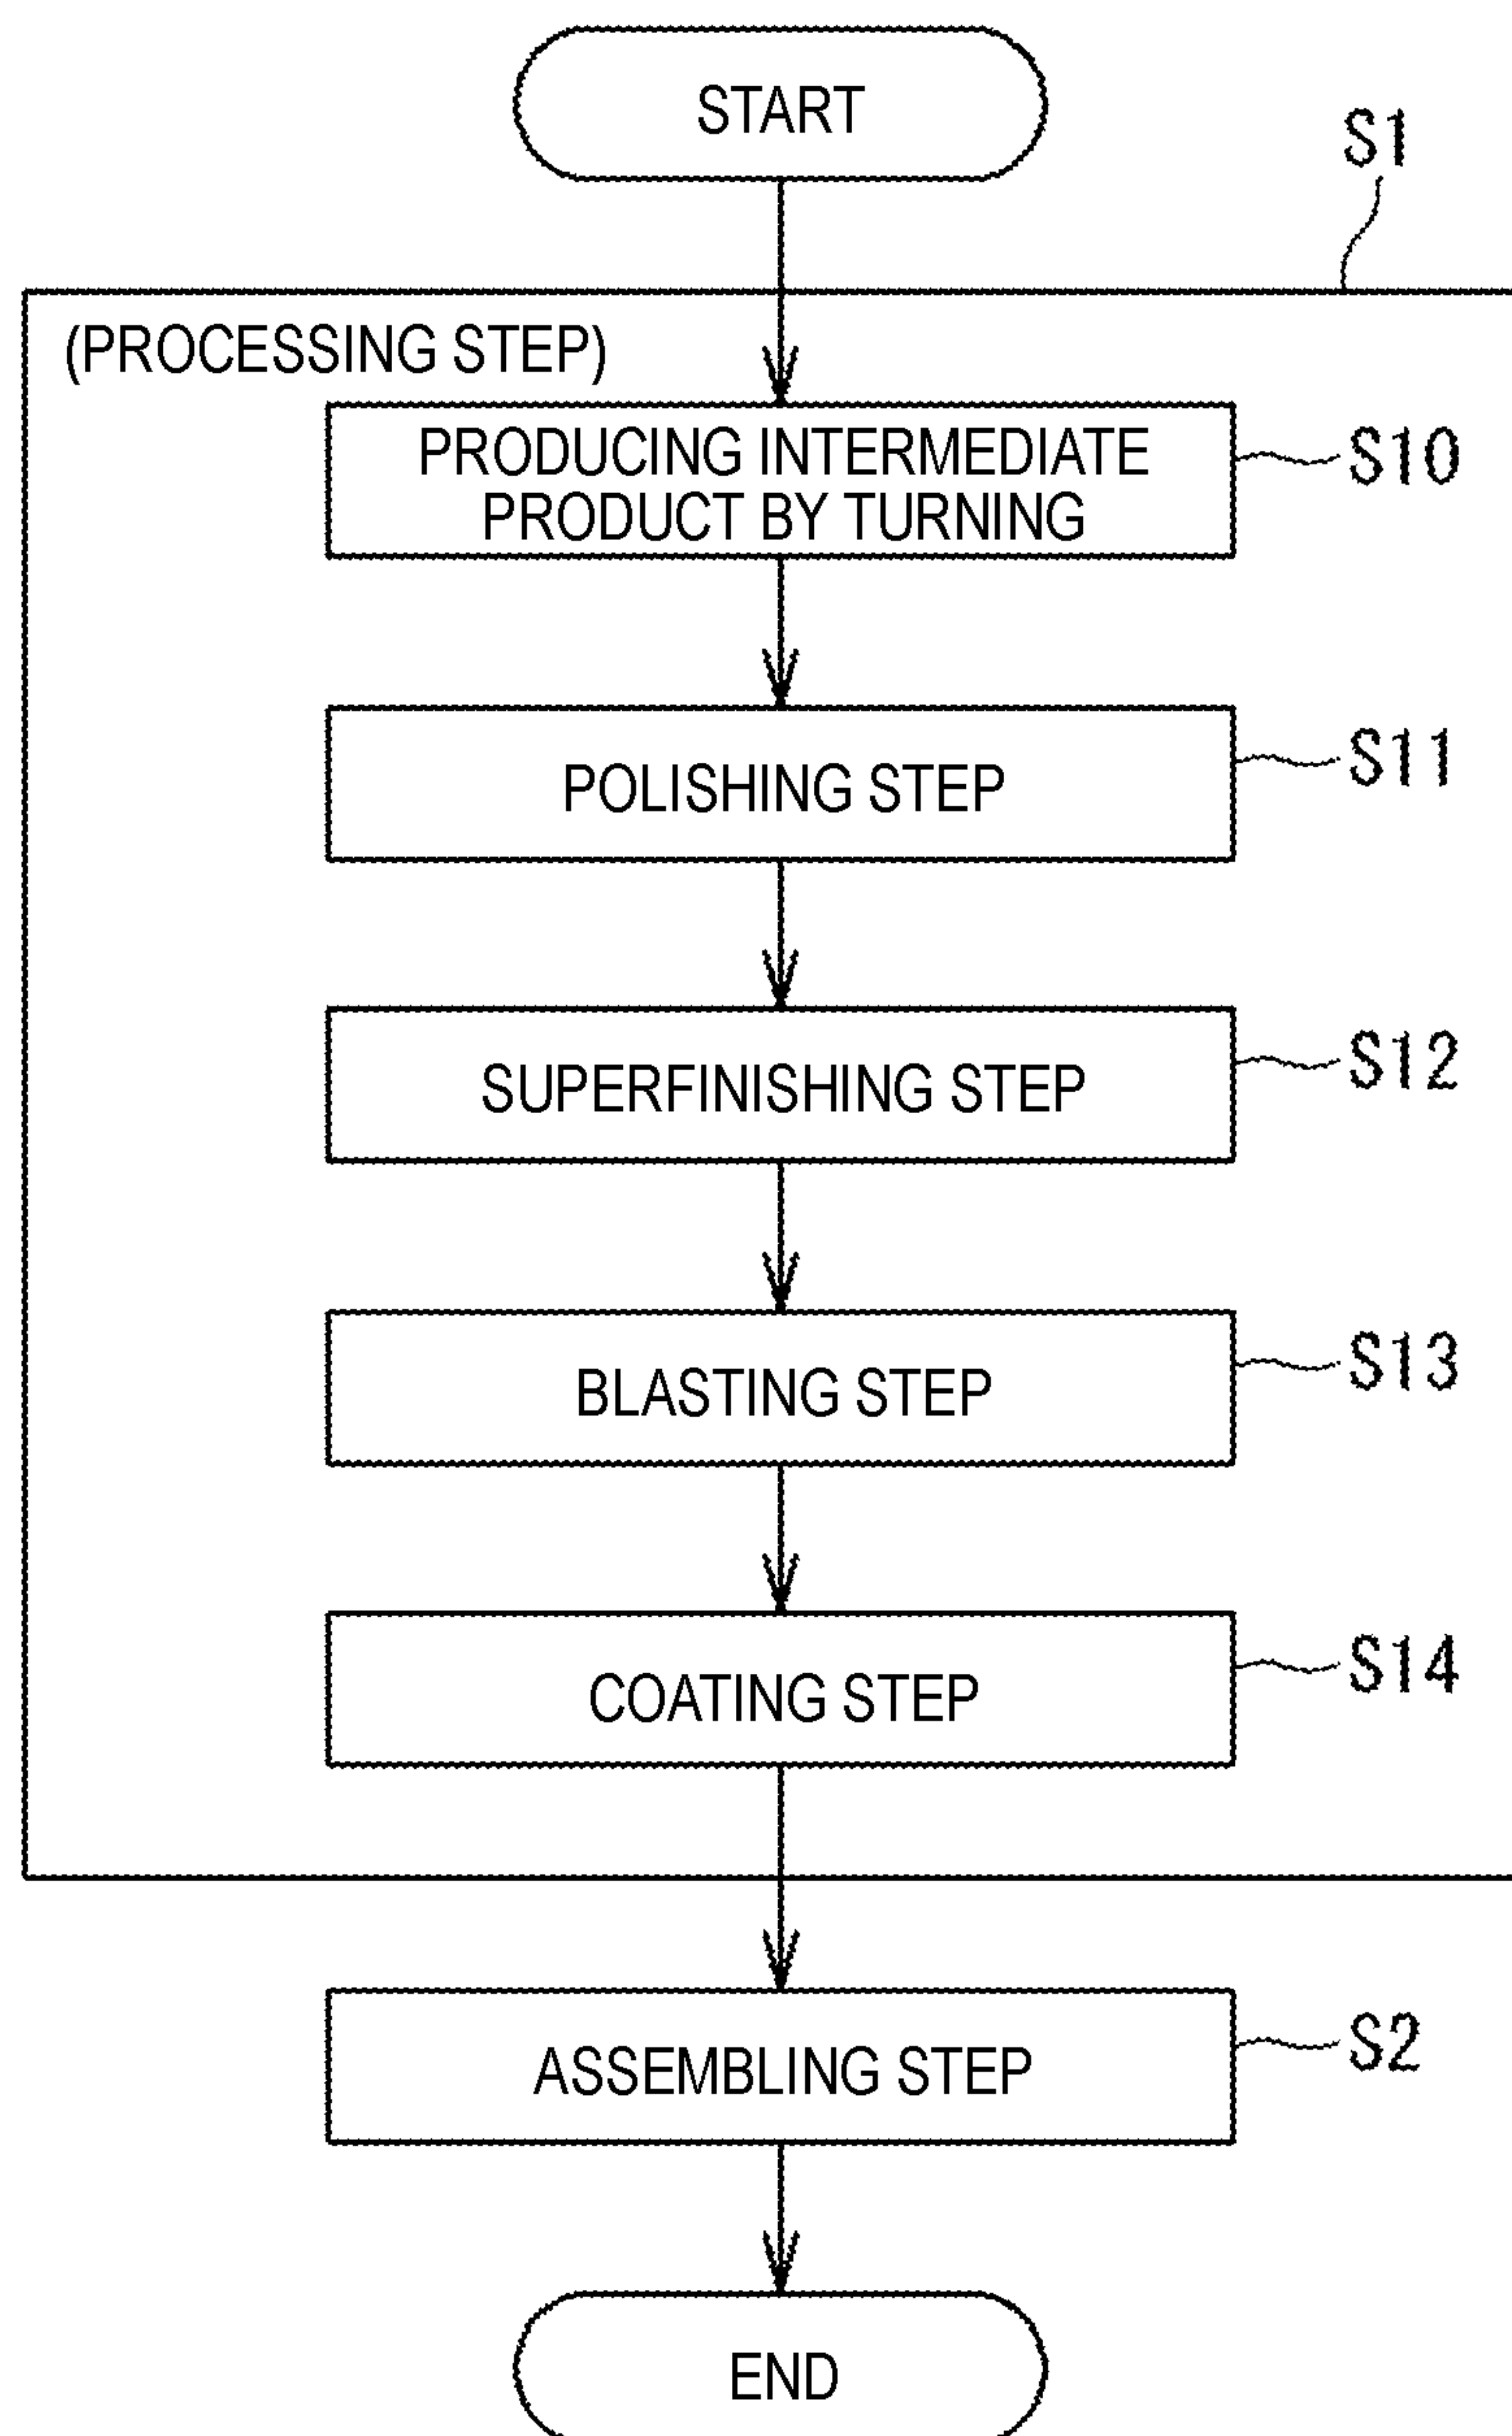 START
S1
(PROCESSING STEP)
PRODUCING INTERMEDIATE
PRODUCT BY TURNING
S10
POLISHING STEP
S11
SUPERFINISHING STEP
S12
BLASTING STEP
S13
COATING STEP
S14
ASSEMBLING STEP
S2
END